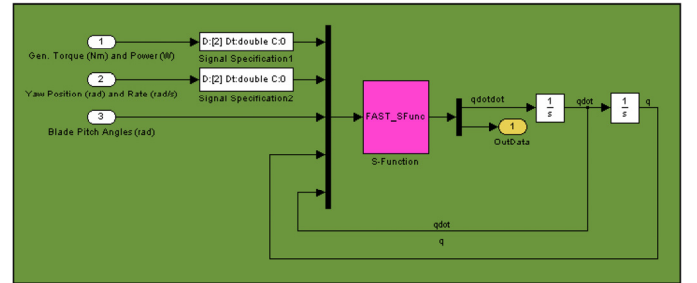 1
D:[2] Dt:double C:0
Gen. Torque (Nm) and Power (W)
Signal Specification1
2
D:[2] Dt:double C:0
Yaw Position (rad) and Rate (rad/s)
Signal Specification2
3
Blade Pitch Angles (rad)
FAST_SFunc
S-Function
qdotdot
1
s
qdot
1
s
q
1
OutData
qdot
q